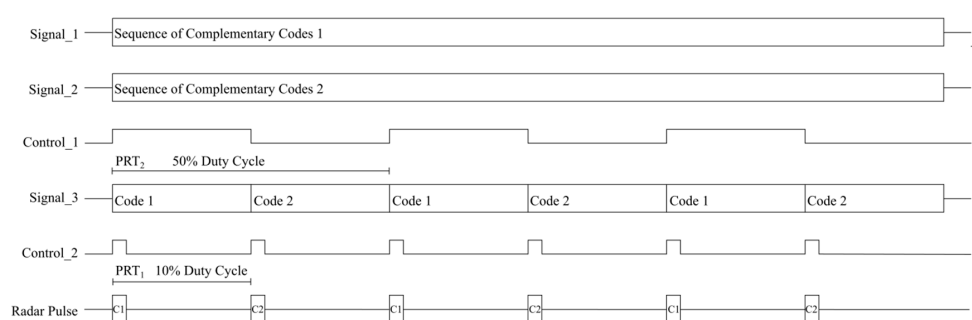 Signal_1 Sequence of Complementary Codes 1
Signal_2 Sequence of Complementary Codes 2
Control_1
PRT₂ 50% Duty Cycle
Signal_3 Code 1 Code 2 Code 1 Code 2 Code 1 Code 2
Control_2
PRT₁ 10% Duty Cycle
Radar Pulse C1 C2 C1 C2 C1 C2